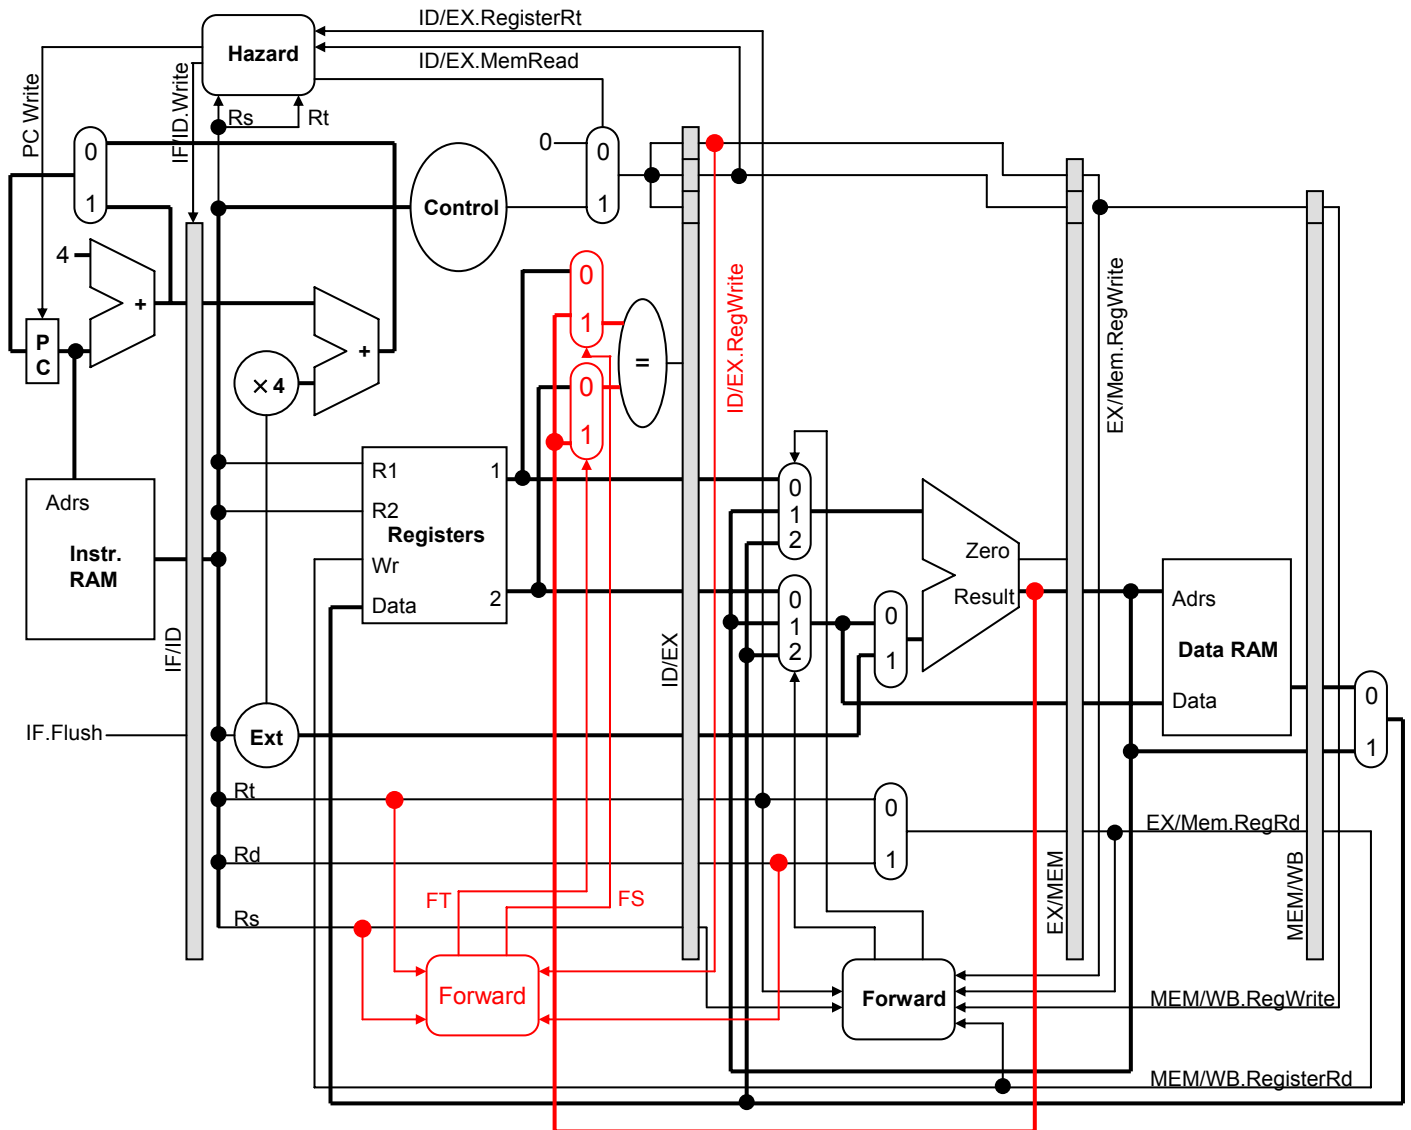 ID/EX.RegisterRt
Hazard
ID/EX.MemRead
PC Write
IF/ID.Write
Rs
Rt
0
1
0
0
1
Control
4
+
P
C
+
× 4
0
1
=
0
1
ID/EX.RegWrite
EX/Mem.RegWrite
Adrs
Instr.
RAM
R1
R2
Registers
Wr
Data
1
2
0
1
2
0
1
2
0
1
Zero
Result
Adrs
Data RAM
Data
0
1
IF/ID
ID/EX
IF.Flush
Ext
Rt
Rd
Rs
0
1
EX/Mem.RegRd
EX/MEM
MEM/WB
FT
FS
Forward
Forward
MEM/WB.RegWrite
MEM/WB.RegisterRd